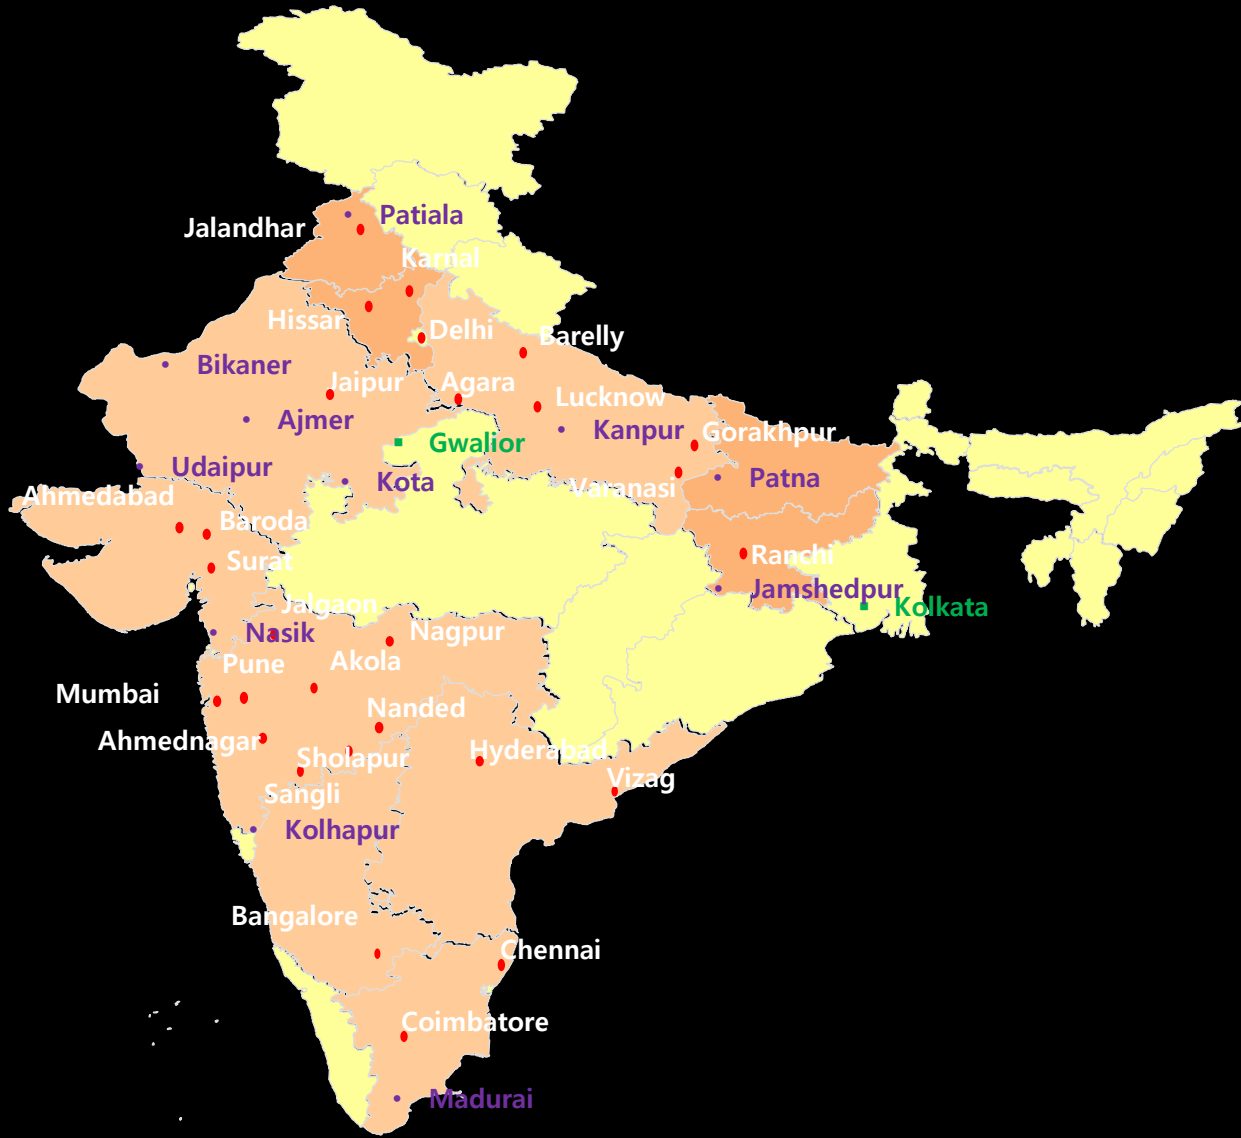 Patiala
Jalandhar
Karnal
Hissar
Delhi
Barelly
Bikaner
Jaipur
Agara
Lucknow
Ajmer
Kanpur
Gorakhpur
Gwalior
Udaipur
Kota
Varanasi
Patna
Ahmedabad
Baroda
Surat
Ranchi
Jamshedpur
Kolkata
Jalgaon
Nasik
Nagpur
Pune
Akola
Mumbai
Nanded
Ahmednagar
Sholapur
Hyderabad
Vizag
Sangli
Kolhapur
Bangalore
Chennai
Coimbatore
Madurai